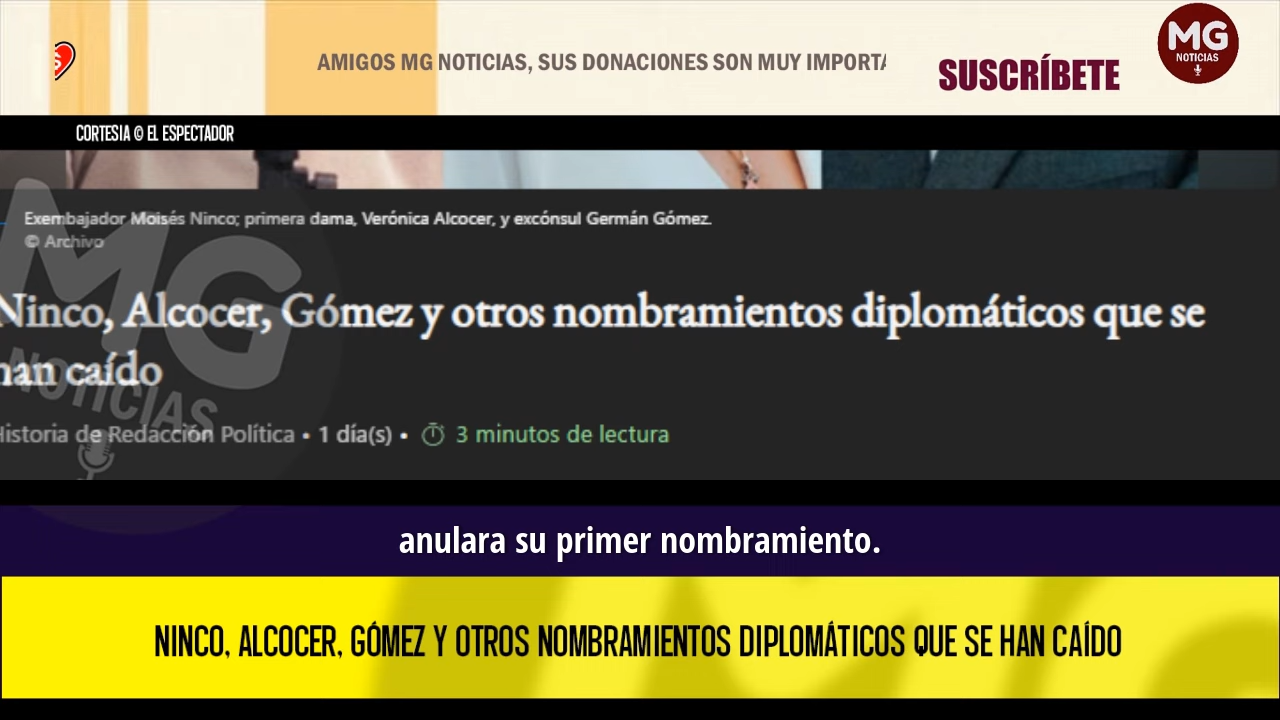 AMIGOS MG NOTICIAS, SUS DONACIONES SON MUY IMPORTA
SUSCRÍBETE
MG
NOTICIAS
CORTESIA © EL ESPECTADOR
Exembajador Moisés Ninco; primera dama, Verónica Alcocer, y excónsul Germán Gómez.
© Archivo
Ninco, Alcocer, Gómez y otros nombramientos diplomáticos que se
han caído
Historia de Redacción Política • 1 día(s) • 3 minutos de lectura
MG
NOTICIAS
anulara su primer nombramiento.
NINCO, ALCOCER, GÓMEZ Y OTROS NOMBRAMIENTOS DIPLOMÁTICOS QUE SE HAN CAÍDO